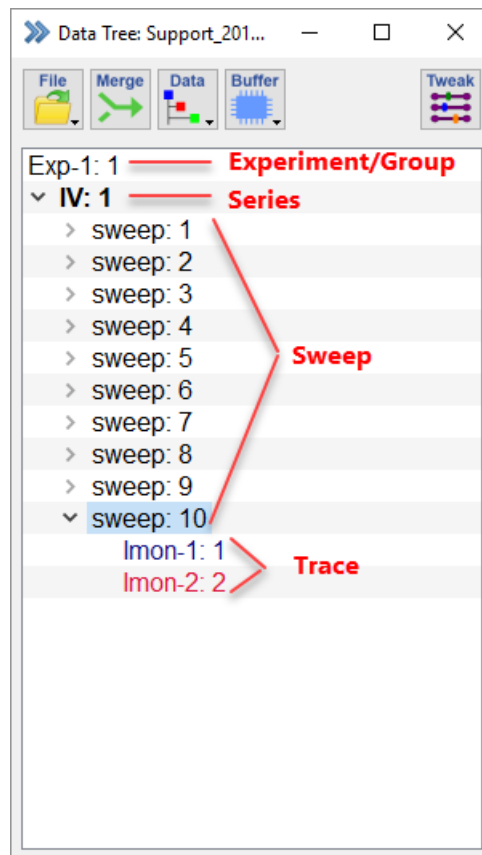 Data Tree: Support_201...
File Merge Data Buffer Tweak
Exp-1: 1 Experiment/Group
IV: 1 Series
sweep: 1
sweep: 2
sweep: 3
sweep: 4
sweep: 5
Sweep
sweep: 6
sweep: 7
sweep: 8
sweep: 9
sweep: 10
Imon-1: 1
Trace
Imon-2: 2